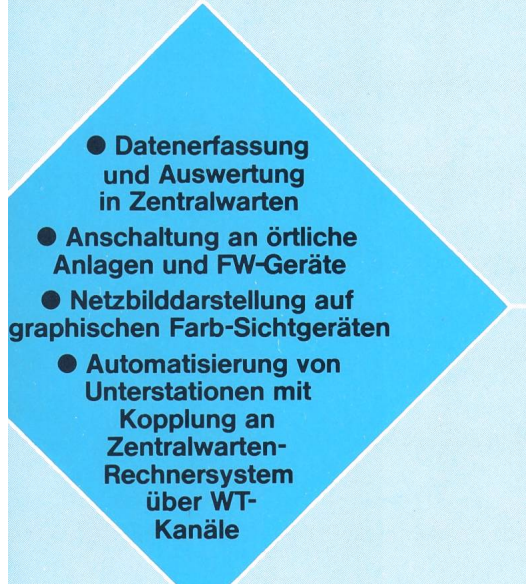 ● Datenerfassung
und Auswertung
in Zentralwarten
● Anschaltung an örtliche
Anlagen und FW-Geräte
● Netzbilddarstellung auf
graphischen Farb-Sichtgeräten
● Automatisierung von
Unterstationen mit
Kopplung an
Zentralwarten-
Rechnersystem
über WT-
Kanäle